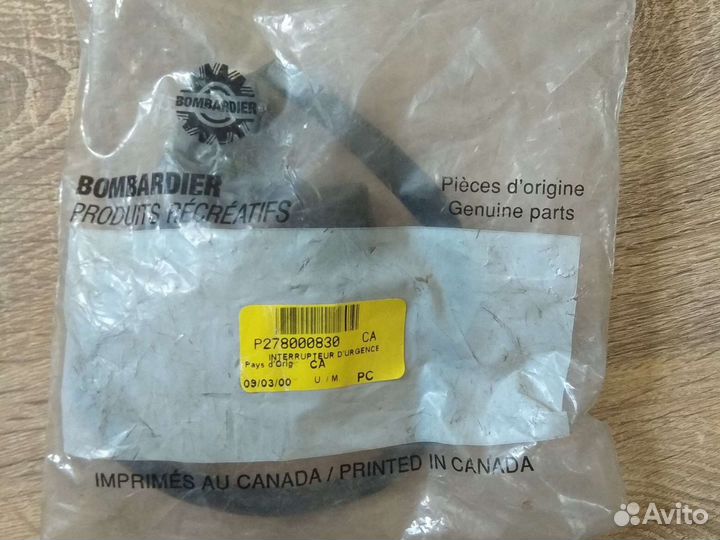 BOMBARDIER
BOMBARDIER
PRODUITS RÉCRÉATIFS
Pièces d'origine
Genuine parts
P278000830 CA
INTERRUPTEUR D'URGENCE
Pays d'Orig CA
09/03/00 U / M PC
IMPRIMÉS AU CANADA / PRINTED IN CANADA
Avito